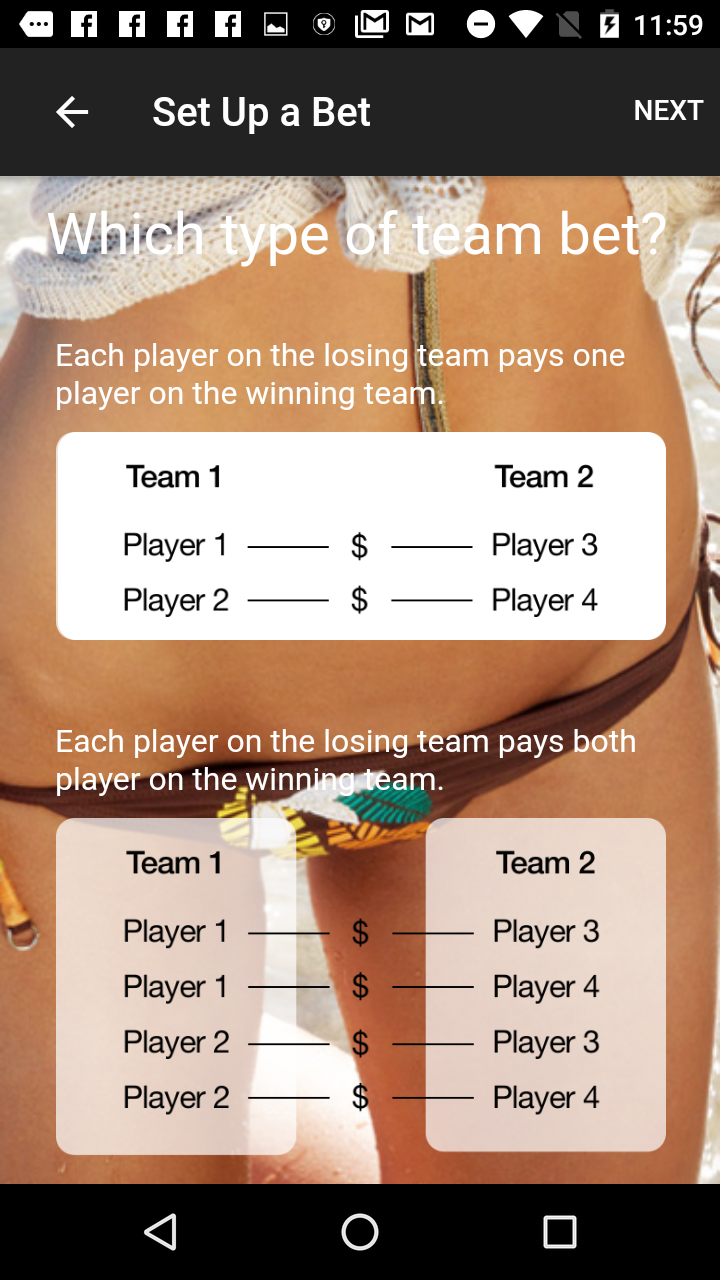 11:59
Set Up a Bet NEXT
Which type of team bet?
Each player on the losing team pays one
player on the winning team.
Team 1 Team 2
Player 1 $ Player 3
Player 2 $ Player 4
Each player on the losing team pays both
player on the winning team.
Team 1 Team 2
Player 1 $ Player 3
Player 1 $ Player 4
Player 2 $ Player 3
Player 2 $ Player 4